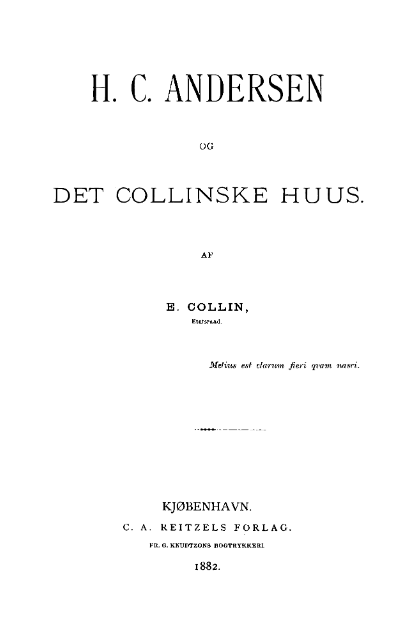 H. C. ANDERSEN
OG
DET COLLINSKE HUUS.
AF
E. COLLIN,
Etatsraad.
Melius est clarum fieri qvam nasci.
KJØBENHAVN.
C. A. REITZELS FORLAG.
FR. G. KNUDTZONS BOGTRYKKERI
1882.